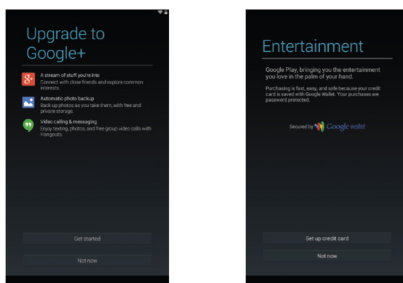 Upgrade to
Google+
A stream of stuff you're into
Connect with close friends and explore common
interests.
Automatic photo backup
Back up photos as you take them, with free and
private storage.
Video calling & messaging
Enjoy texting, photos, and free group video calls with
Hangouts.
Get started
Not now
Entertainment
Google Play, bringing you the entertainment
you love in the palm of your hand.
Purchasing is fast, easy, and safe because your credit
card is saved with Google Wallet. Your purchases are
password protected.
Secured by Google wallet
Set up credit card
Not now